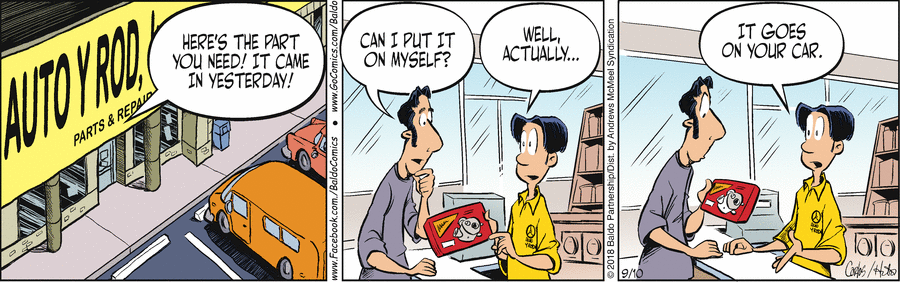 AUTO Y ROD,
PARTS & REPAIR
HERE'S THE PART
YOU NEED! IT CAME
IN YESTERDAY!
www.Facebook.com/BaldoComics • www.GoComics.com/Baldo
CAN I PUT IT
ON MYSELF?
WELL,
ACTUALLY...
©2018 Baldo Partnership/Dist. by Andrews McMeel Syndication
IT GOES
ON YOUR CAR.
9/10